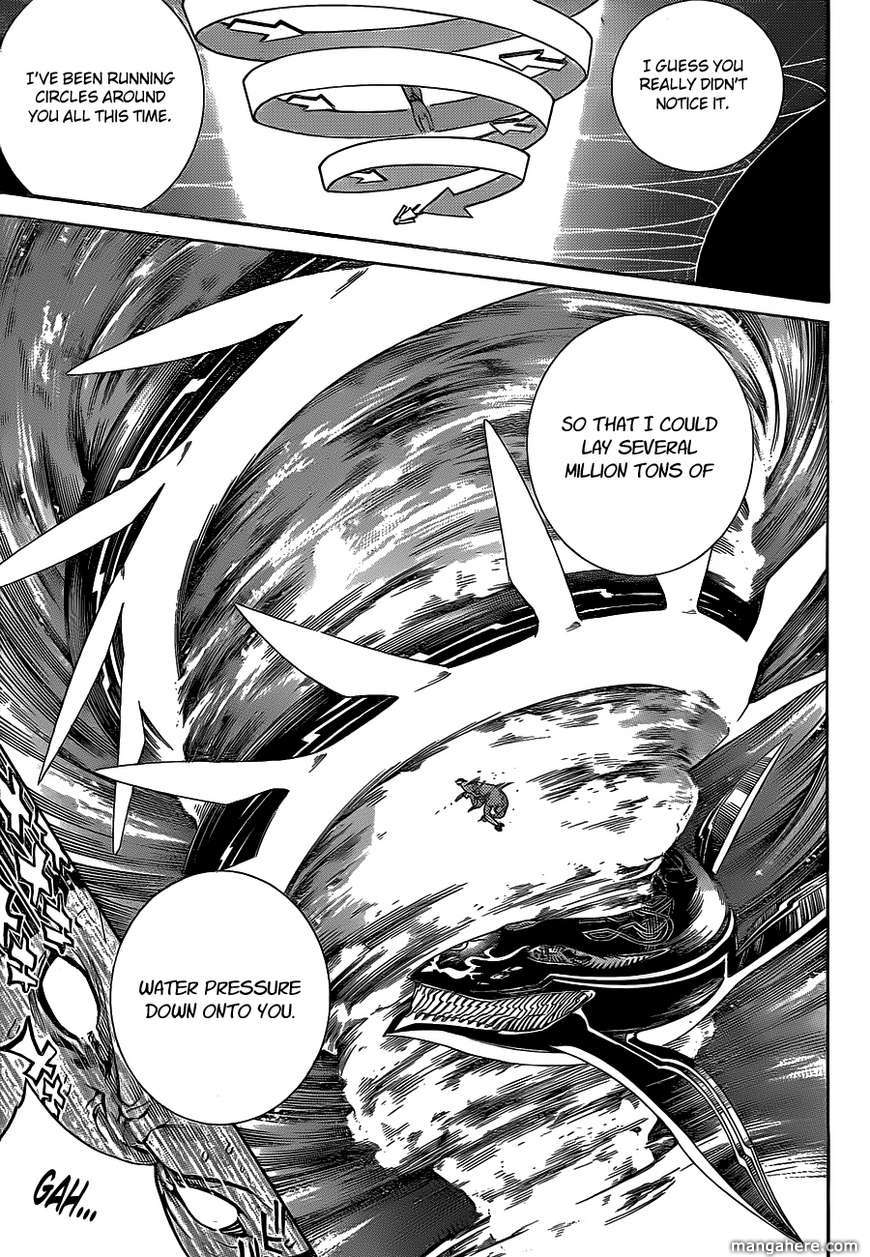 I GUESS YOU
REALLY DIDN'T
NOTICE IT.
I'VE BEEN RUNNING
CIRCLES AROUND
YOU ALL THIS TIME.
SO THAT I COULD
LAY SEVERAL
MILLION TONS OF
WATER PRESSURE
DOWN ONTO YOU.
GAH...
mangahere.com